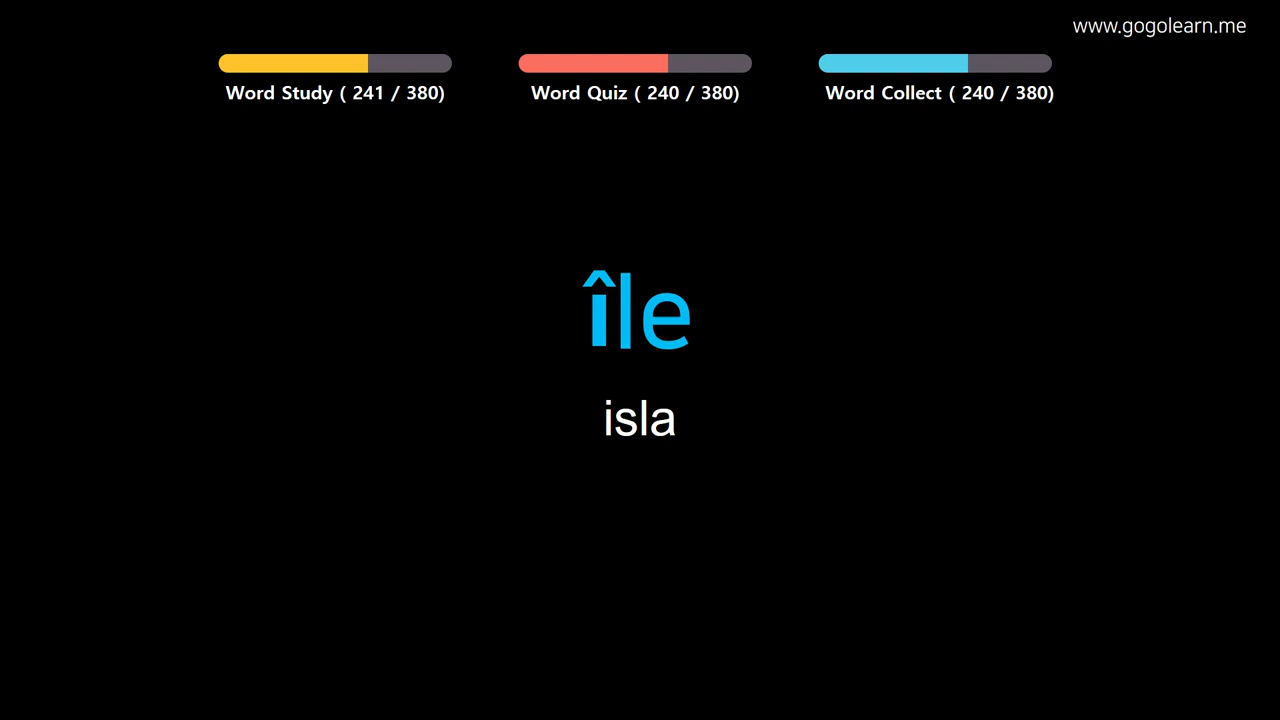 www.gogolearn.me
Word Study ( 241 / 380)
Word Quiz ( 240 / 380)
Word Collect ( 240 / 380)
île
isla